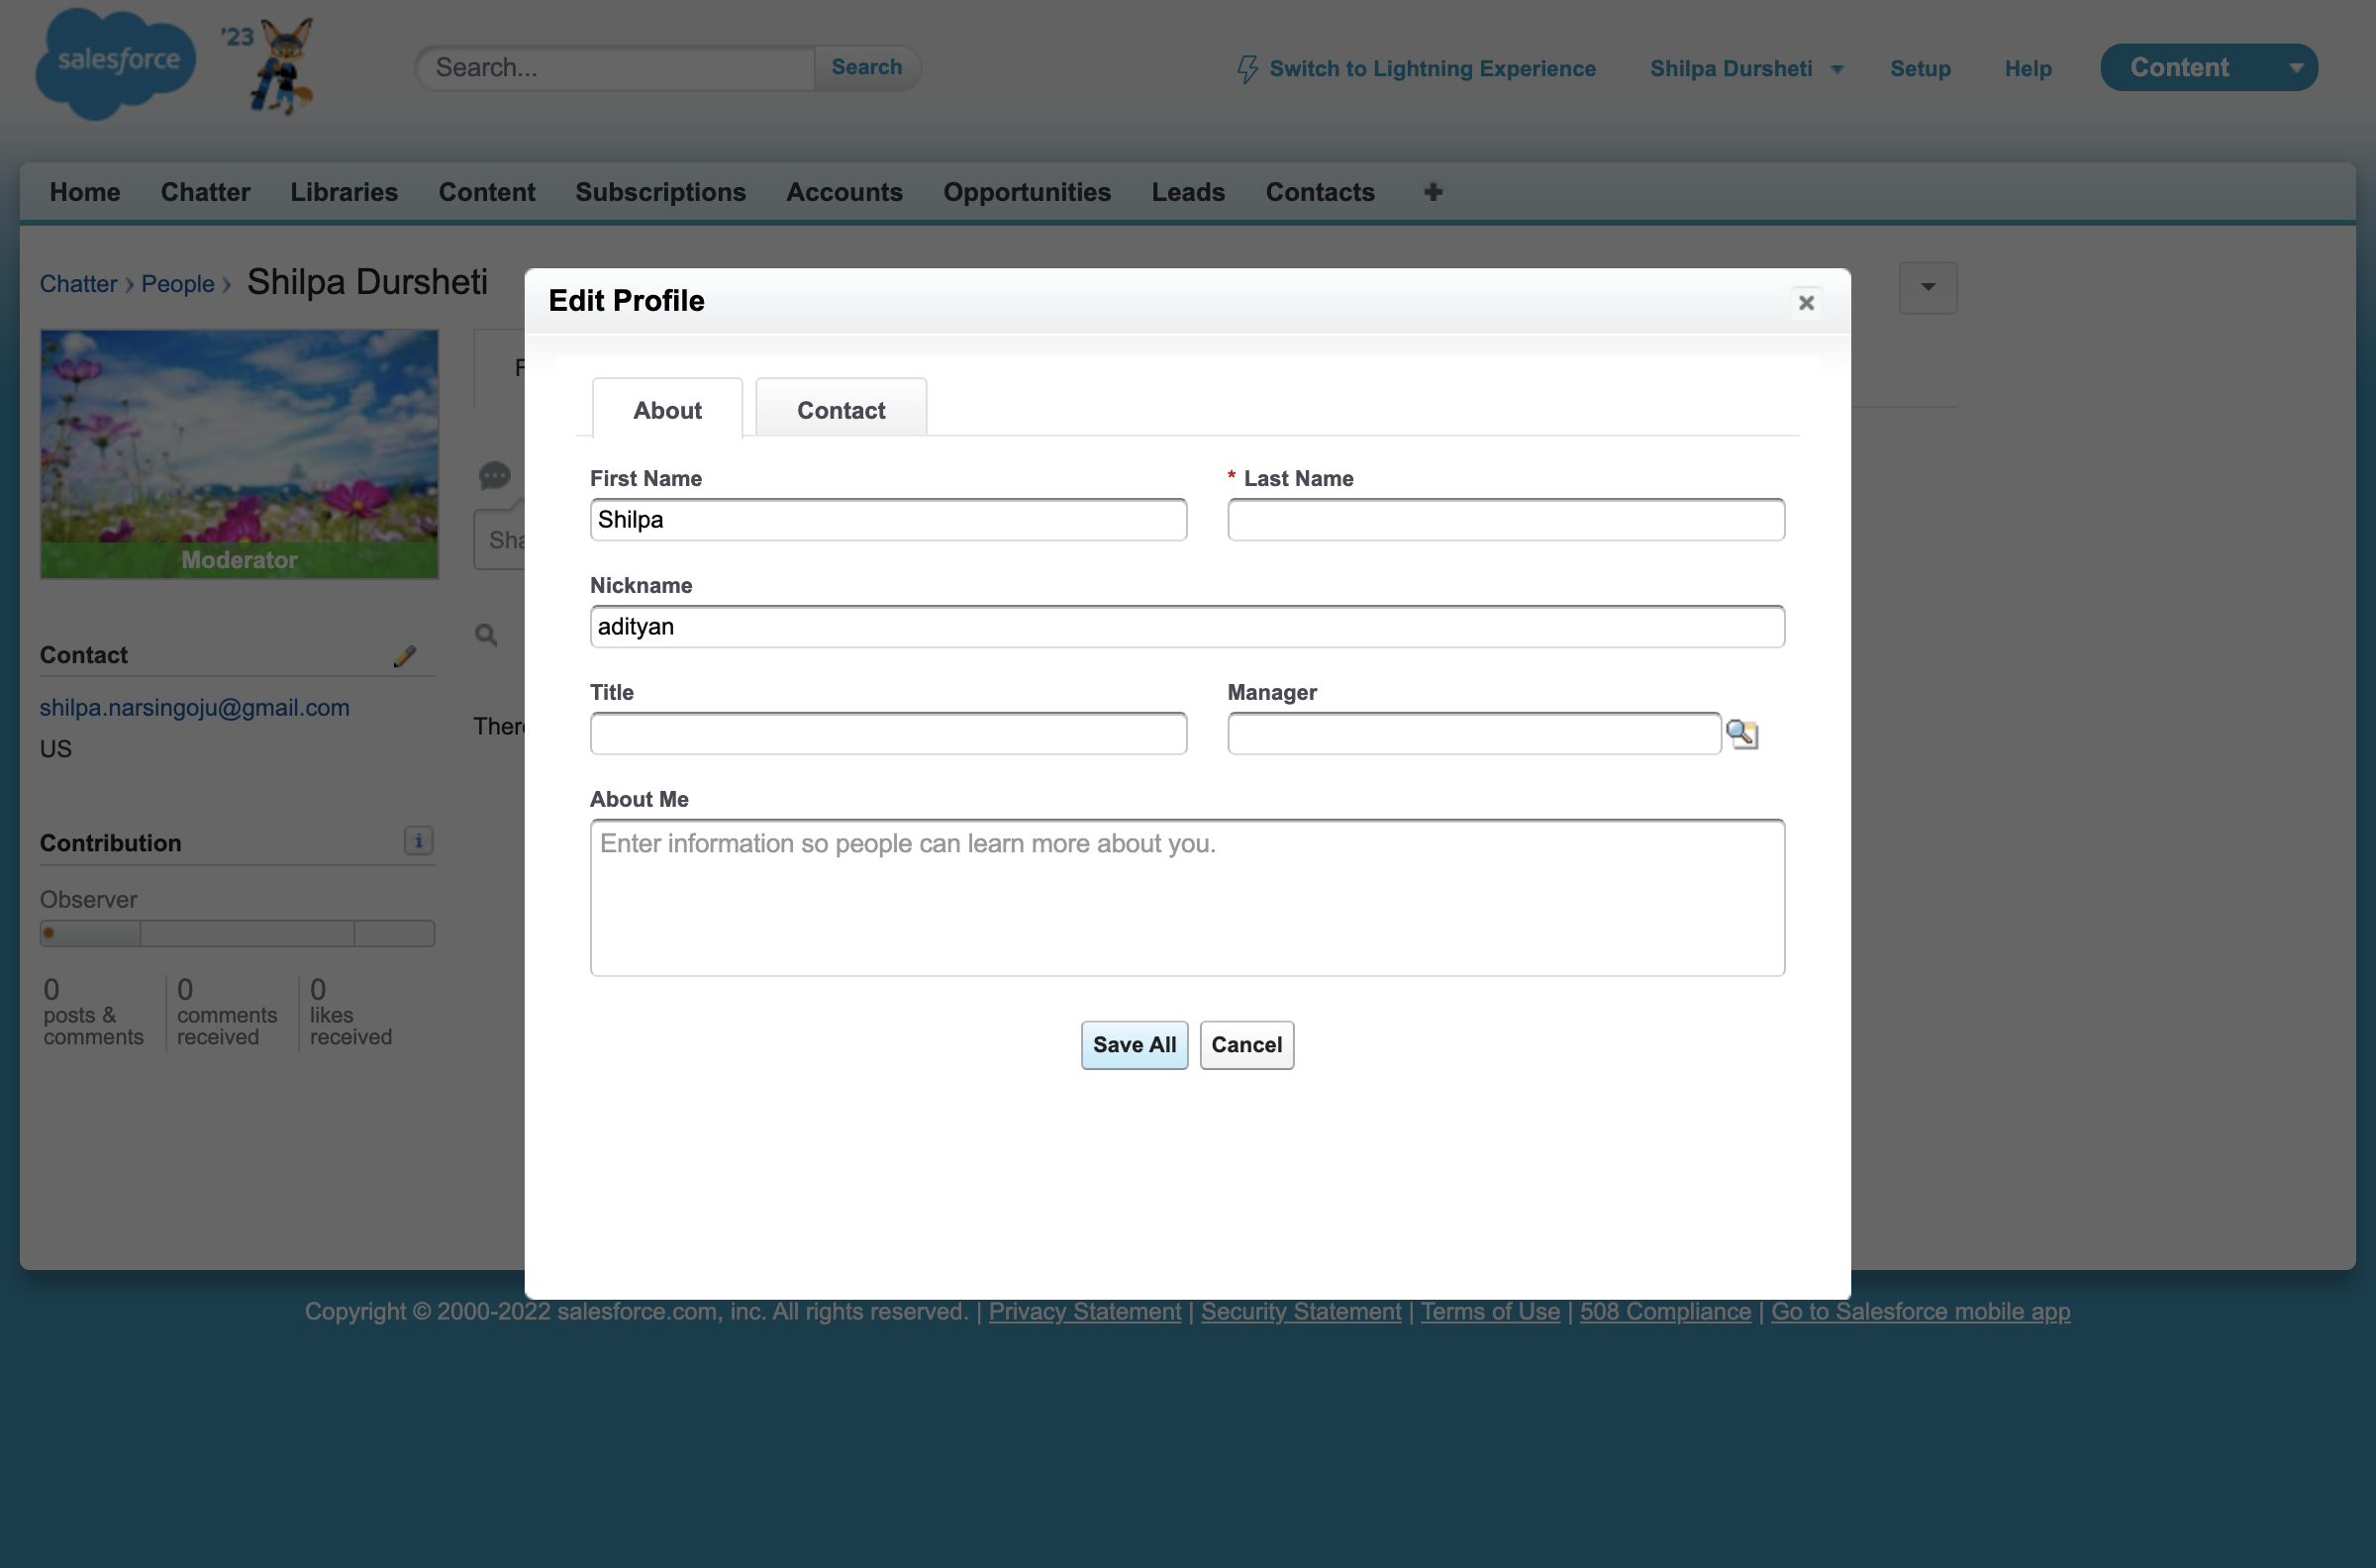 salesforce
'23
Search...
Search
Switch to Lightning Experience
Shilpa Dursheti
Setup
Help
Content
Home
Chatter
Libraries
Content
Subscriptions
Accounts
Opportunities
Leads
Contacts
Chatter › People › Shilpa Dursheti
Moderator
Contact
shilpa.narsingoju@gmail.com
US
Contribution
Observer
0
posts &
comments
0
comments
received
0
likes
received
F
Sha
There
Edit Profile
About
Contact
First Name
* Last Name
Shilpa
Nickname
adityan
Title
Manager
About Me
Enter information so people can learn more about you.
Save All
Cancel
Copyright © 2000-2022 salesforce.com, inc. All rights reserved. | Privacy Statement | Security Statement | Terms of Use | 508 Compliance | Go to Salesforce mobile app